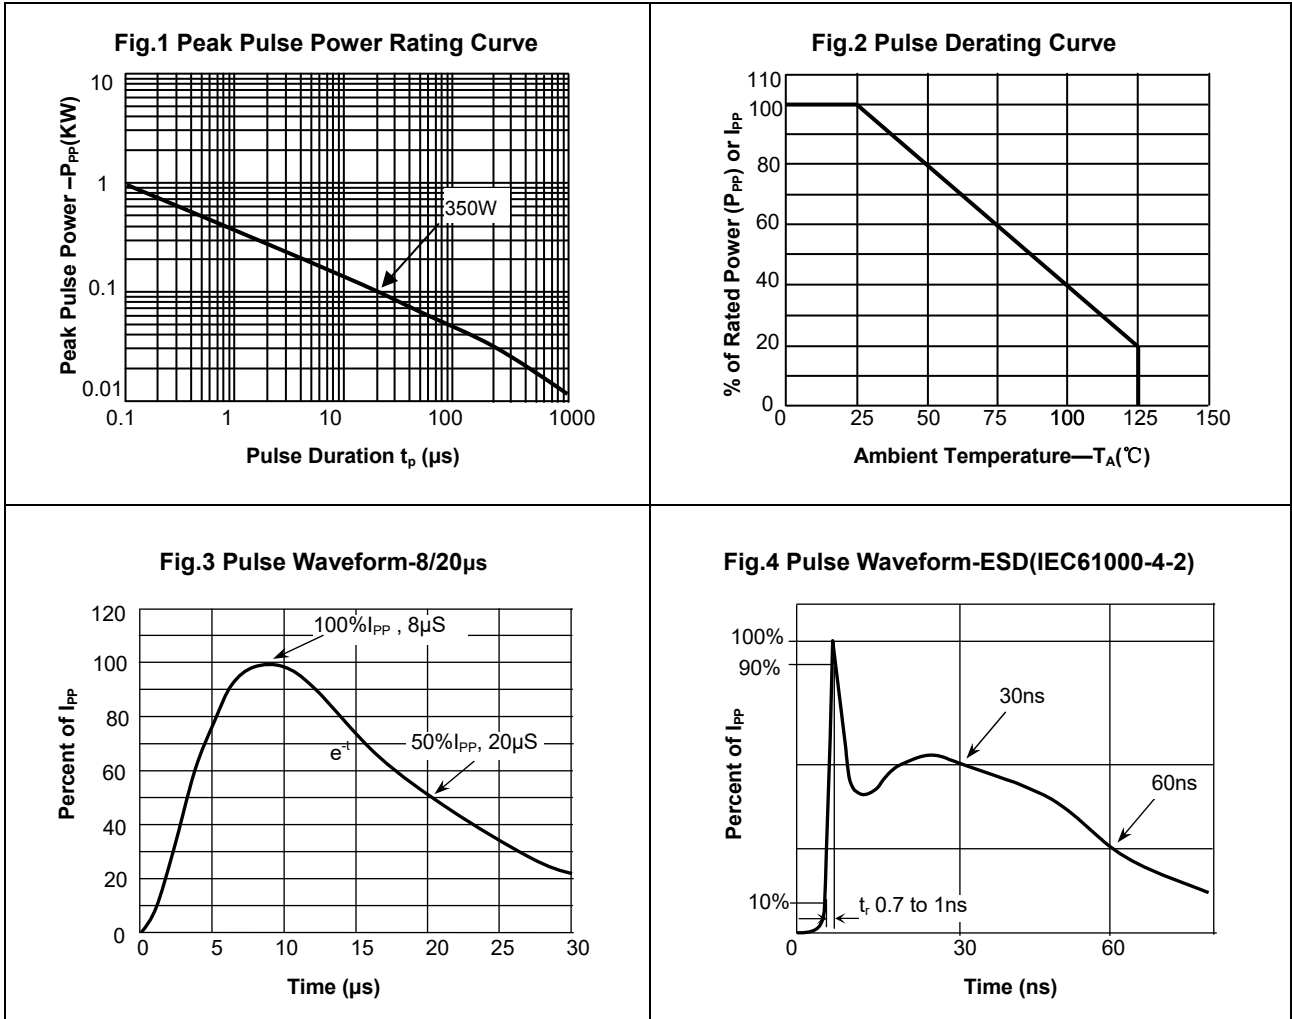 Fig.1 Peak Pulse Power Rating Curve
Peak Pulse Power –PPP(KW)
10
1
0.1
0.01
350W
0.1 1 10 100 1000
Pulse Duration tp (µs)
Fig.2 Pulse Derating Curve
% of Rated Power (PPP) or IPP
110
100
80
60
40
20
0
0 25 50 75 100 125 150
Ambient Temperature—TA(℃)
Fig.3 Pulse Waveform-8/20µs
Percent of IPP
120
100
80
60
40
20
0
100%IPP , 8µS
e-t
50%IPP, 20µS
0 5 10 15 20 25 30
Time (µs)
Fig.4 Pulse Waveform-ESD(IEC61000-4-2)
Percent of IPP
100%
90%
10%
30ns
60ns
tr 0.7 to 1ns
0 30 60
Time (ns)